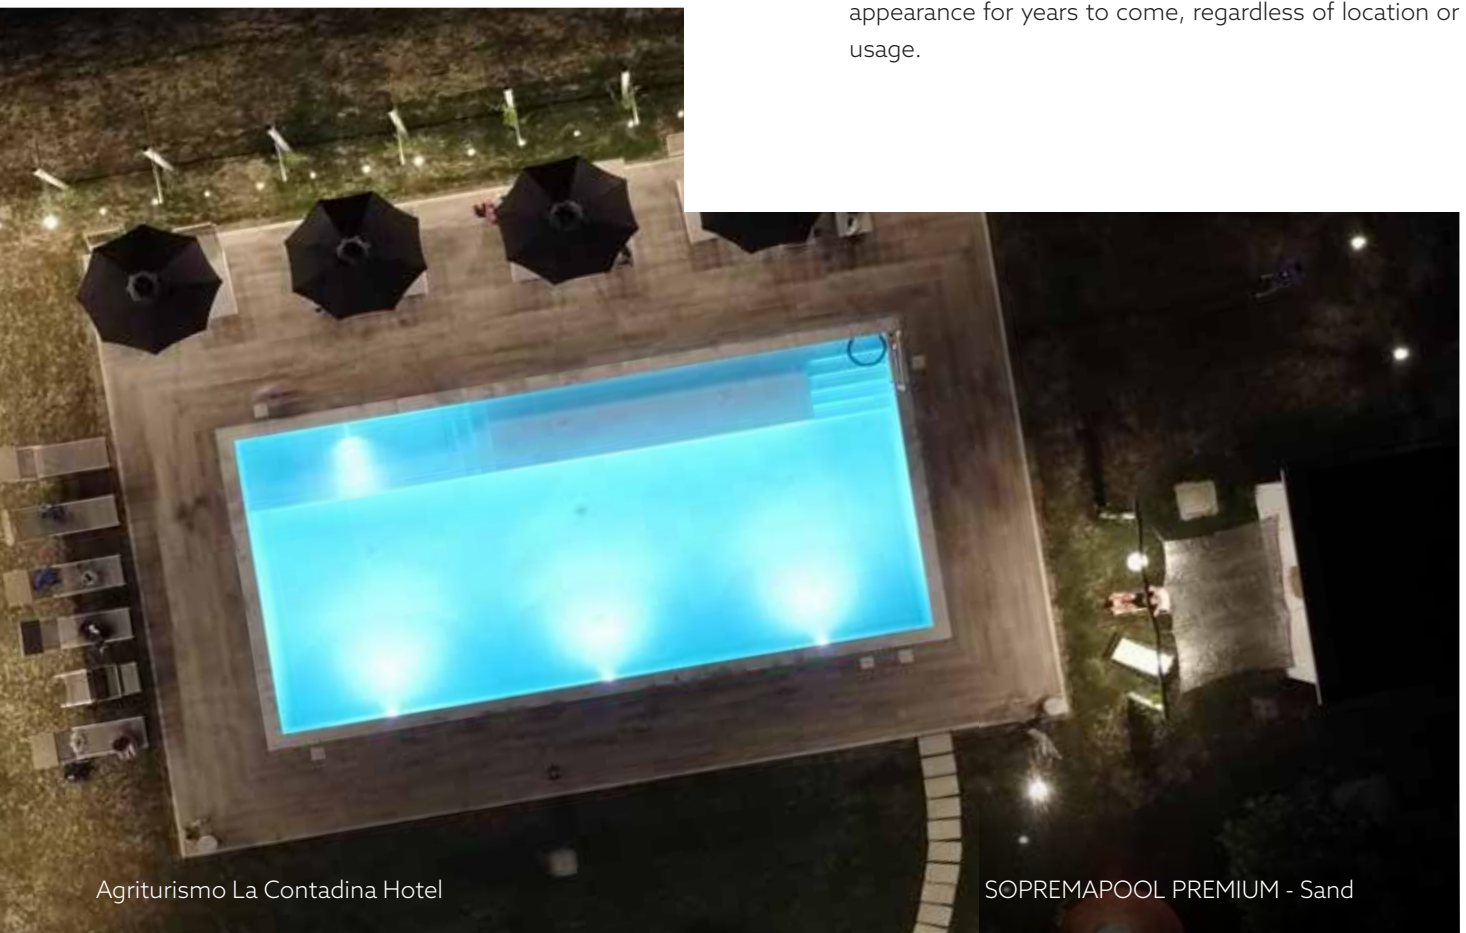 appearance for years to come, regardless of location or
usage.
Agriturismo La Contadina Hotel
SOPREMAPOOL PREMIUM - Sand